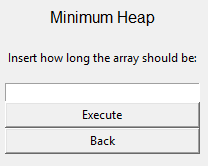 Minimum Heap
Insert how long the array should be:
Execute
Back